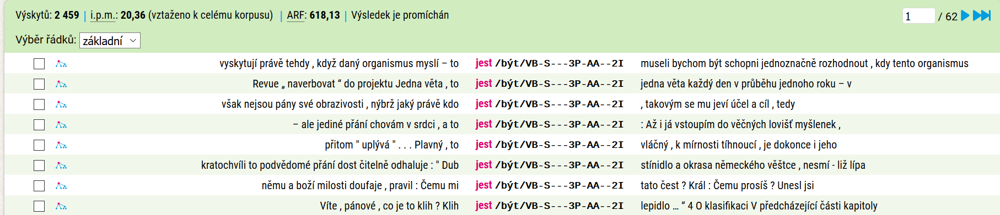 Výskytů: 2 459 | i.p.m.: 20,36 (vztaženo k celému korpusu) | ARF: 618,13 | Výsledek je promíchán 1 / 62
Výběr řádků: základní
vyskytují právě tehdy , když daný organismus myslí – to jest /být/VB-S---3P-AA--2I museli bychom být schopni jednoznačně rozhodnout , kdy tento organismus
Revue „ naverbovat “ do projektu Jedna věta , to jest /být/VB-S---3P-AA--2I jedna věta každý den v průběhu jednoho roku – v
však nejsou pány své obrazivosti , nýbrž jaký právě kdo jest /být/VB-S---3P-AA--2I , takovým se mu jeví účel a cíl , tedy
– ale jediné přání chovám v srdci , a to jest /být/VB-S---3P-AA--2I : Až i já vstoupím do věčných lovišť myšlenek ,
přitom " uplývá " . . . Plavný , to jest /být/VB-S---3P-AA--2I vláčný , k mírnosti tíhnoucí , je dokonce i jeho
kratochvíli to podvědomé přání dost čitelně odhaluje : " Dub jest /být/VB-S---3P-AA--2I stínidlo a okrasa německého věštce , nesmí - liž lípa
němu a boží milosti doufaje , pravil : Čemu mi jest /být/VB-S---3P-AA--2I tato čest ? Král : Čemu prosíš ? Unesl jsi
Víte , pánové , co je to klih ? Klih jest /být/VB-S---3P-AA--2I lepidlo … “ 4 O klasifikaci V předcházející části kapitoly